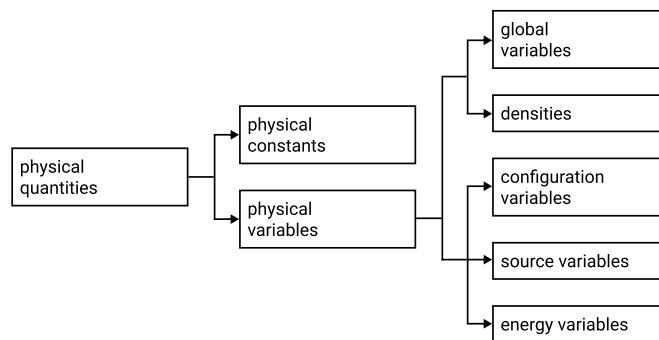 physical
quantities
physical
constants
physical
variables
global
variables
densities
configuration
variables
source variables
energy variables